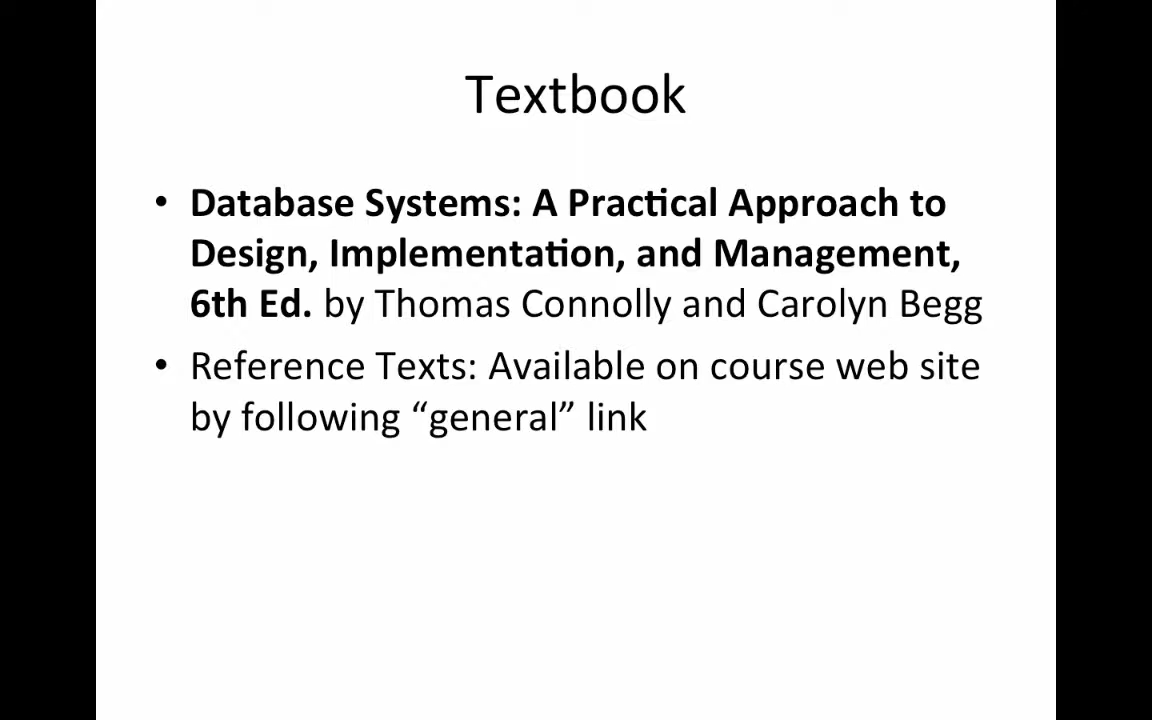 Textbook
• Database Systems: A Practical Approach to
Design, Implementation, and Management,
6th Ed. by Thomas Connolly and Carolyn Begg
• Reference Texts: Available on course web site
by following “general” link